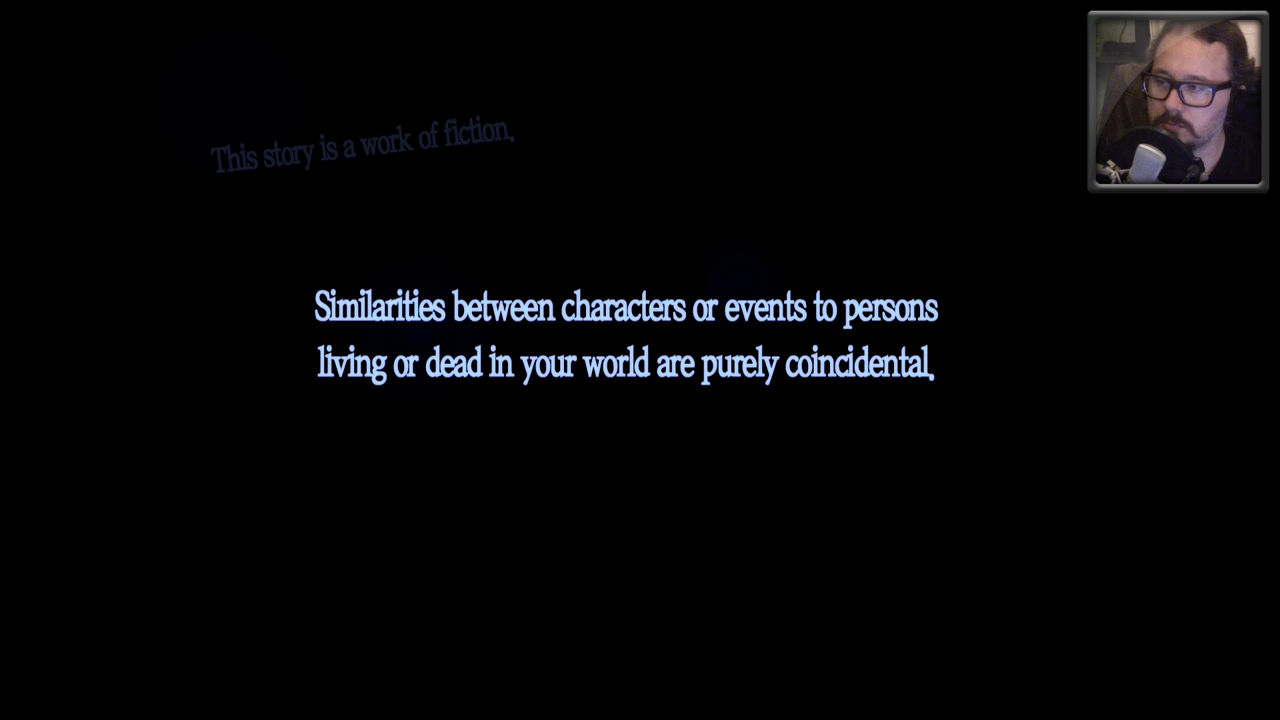 This story is a work of fiction.
Similarities between characters or events to persons
living or dead in your world are purely coincidental.